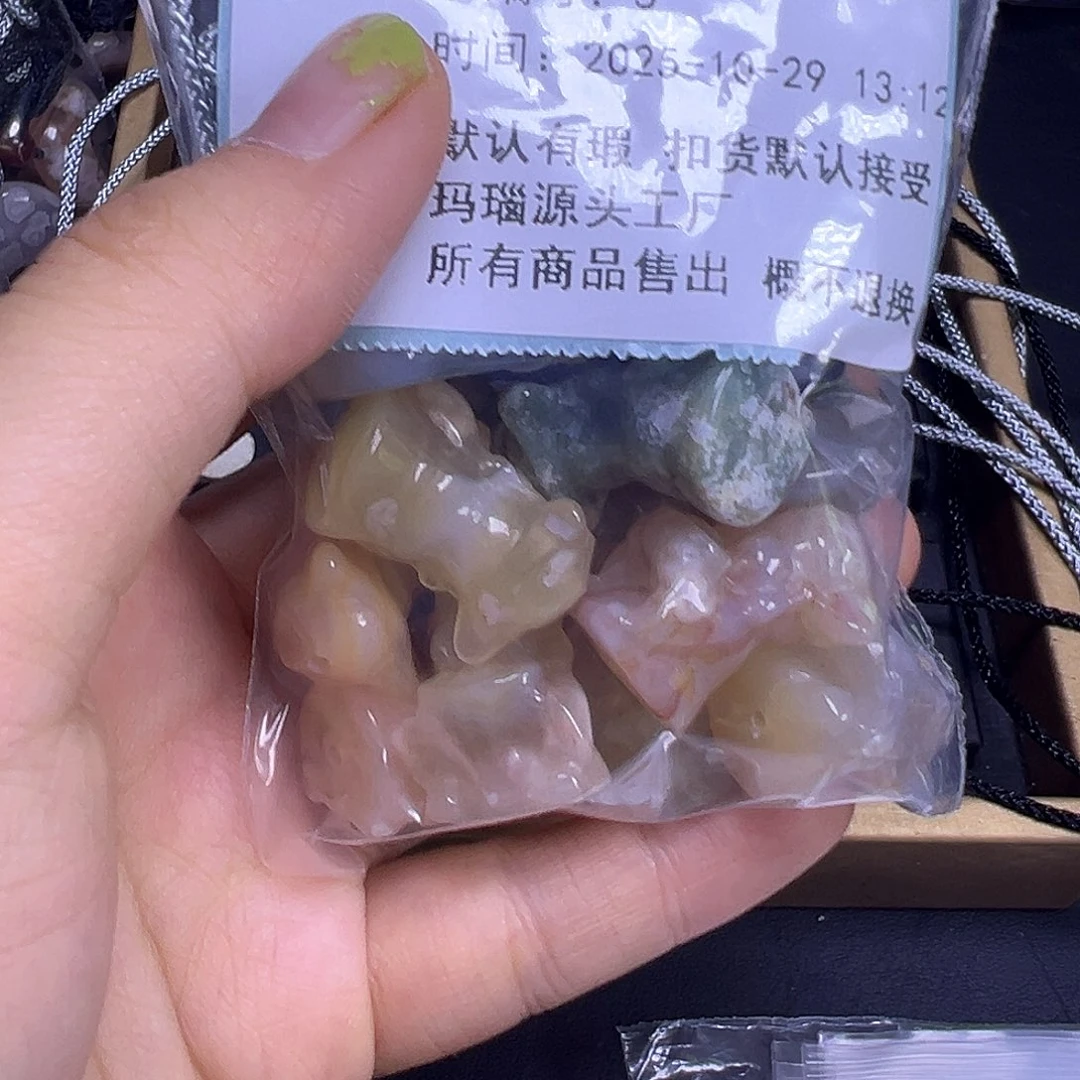 时间: 2025-10-29 13:12
默认有瑕 扣货默认接受
玛瑙源头工厂
所有商品售出 概不退换